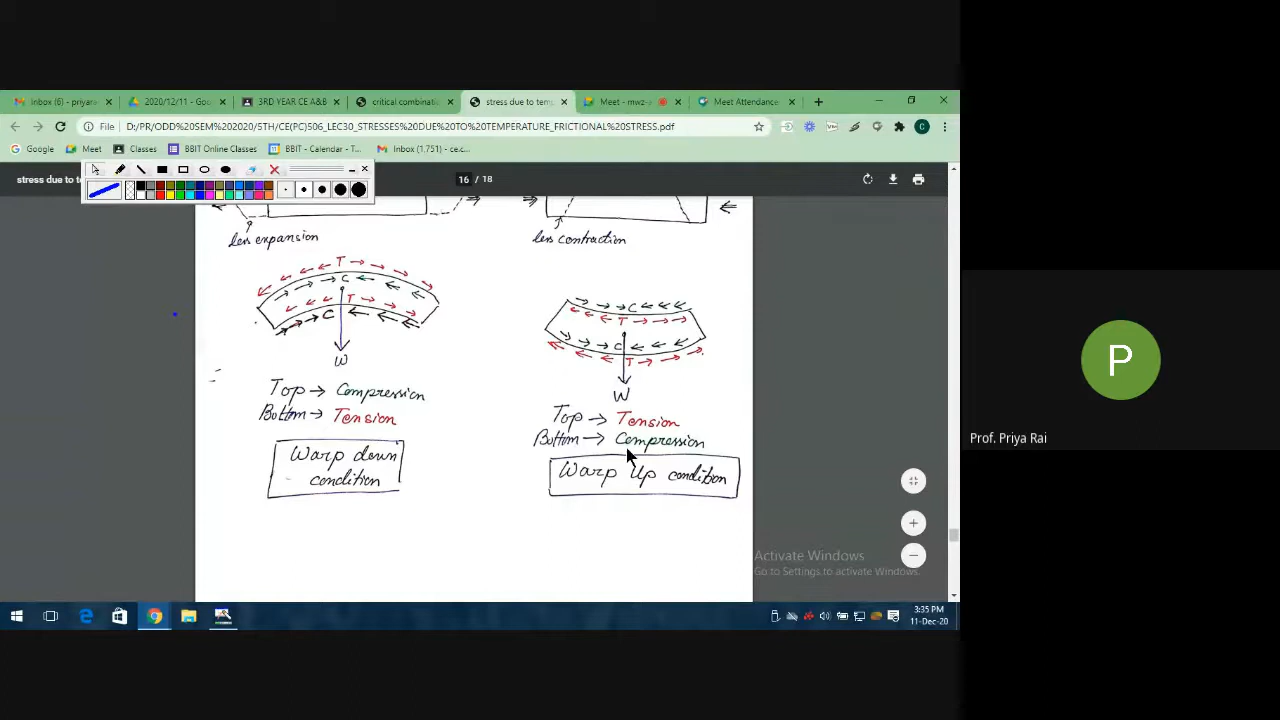 Inbox (6) - priyara
2020/12/11 - Goo
3RD YEAR CE A&B
critical combinatio
stress due to temp
Meet - mwz-
Meet Attendance
File
D:/PR/ODD%20SEM%202020/5TH/CE(PC)506_LEC30_STRESSES%20DUE%20TO%20TEMPERATURE_FRICTIONAL%20STRESS.pdf
Google
Meet
Classes
BBIT Online Classes
BBIT - Calendar - T...
Inbox (1,751) - ce.c...
stress due to te
16 / 18
less expansion
less contraction
T
C
T
C
W
C
T
C
T
W
Top → Compression
Bottom → Tension
Warp down
condition
Top → Tension
Bottom → Compression
Warp Up condition
Activate Windows
Go to Settings to activate Windows.
P
Prof. Priya Rai
3:35 PM
11-Dec-20